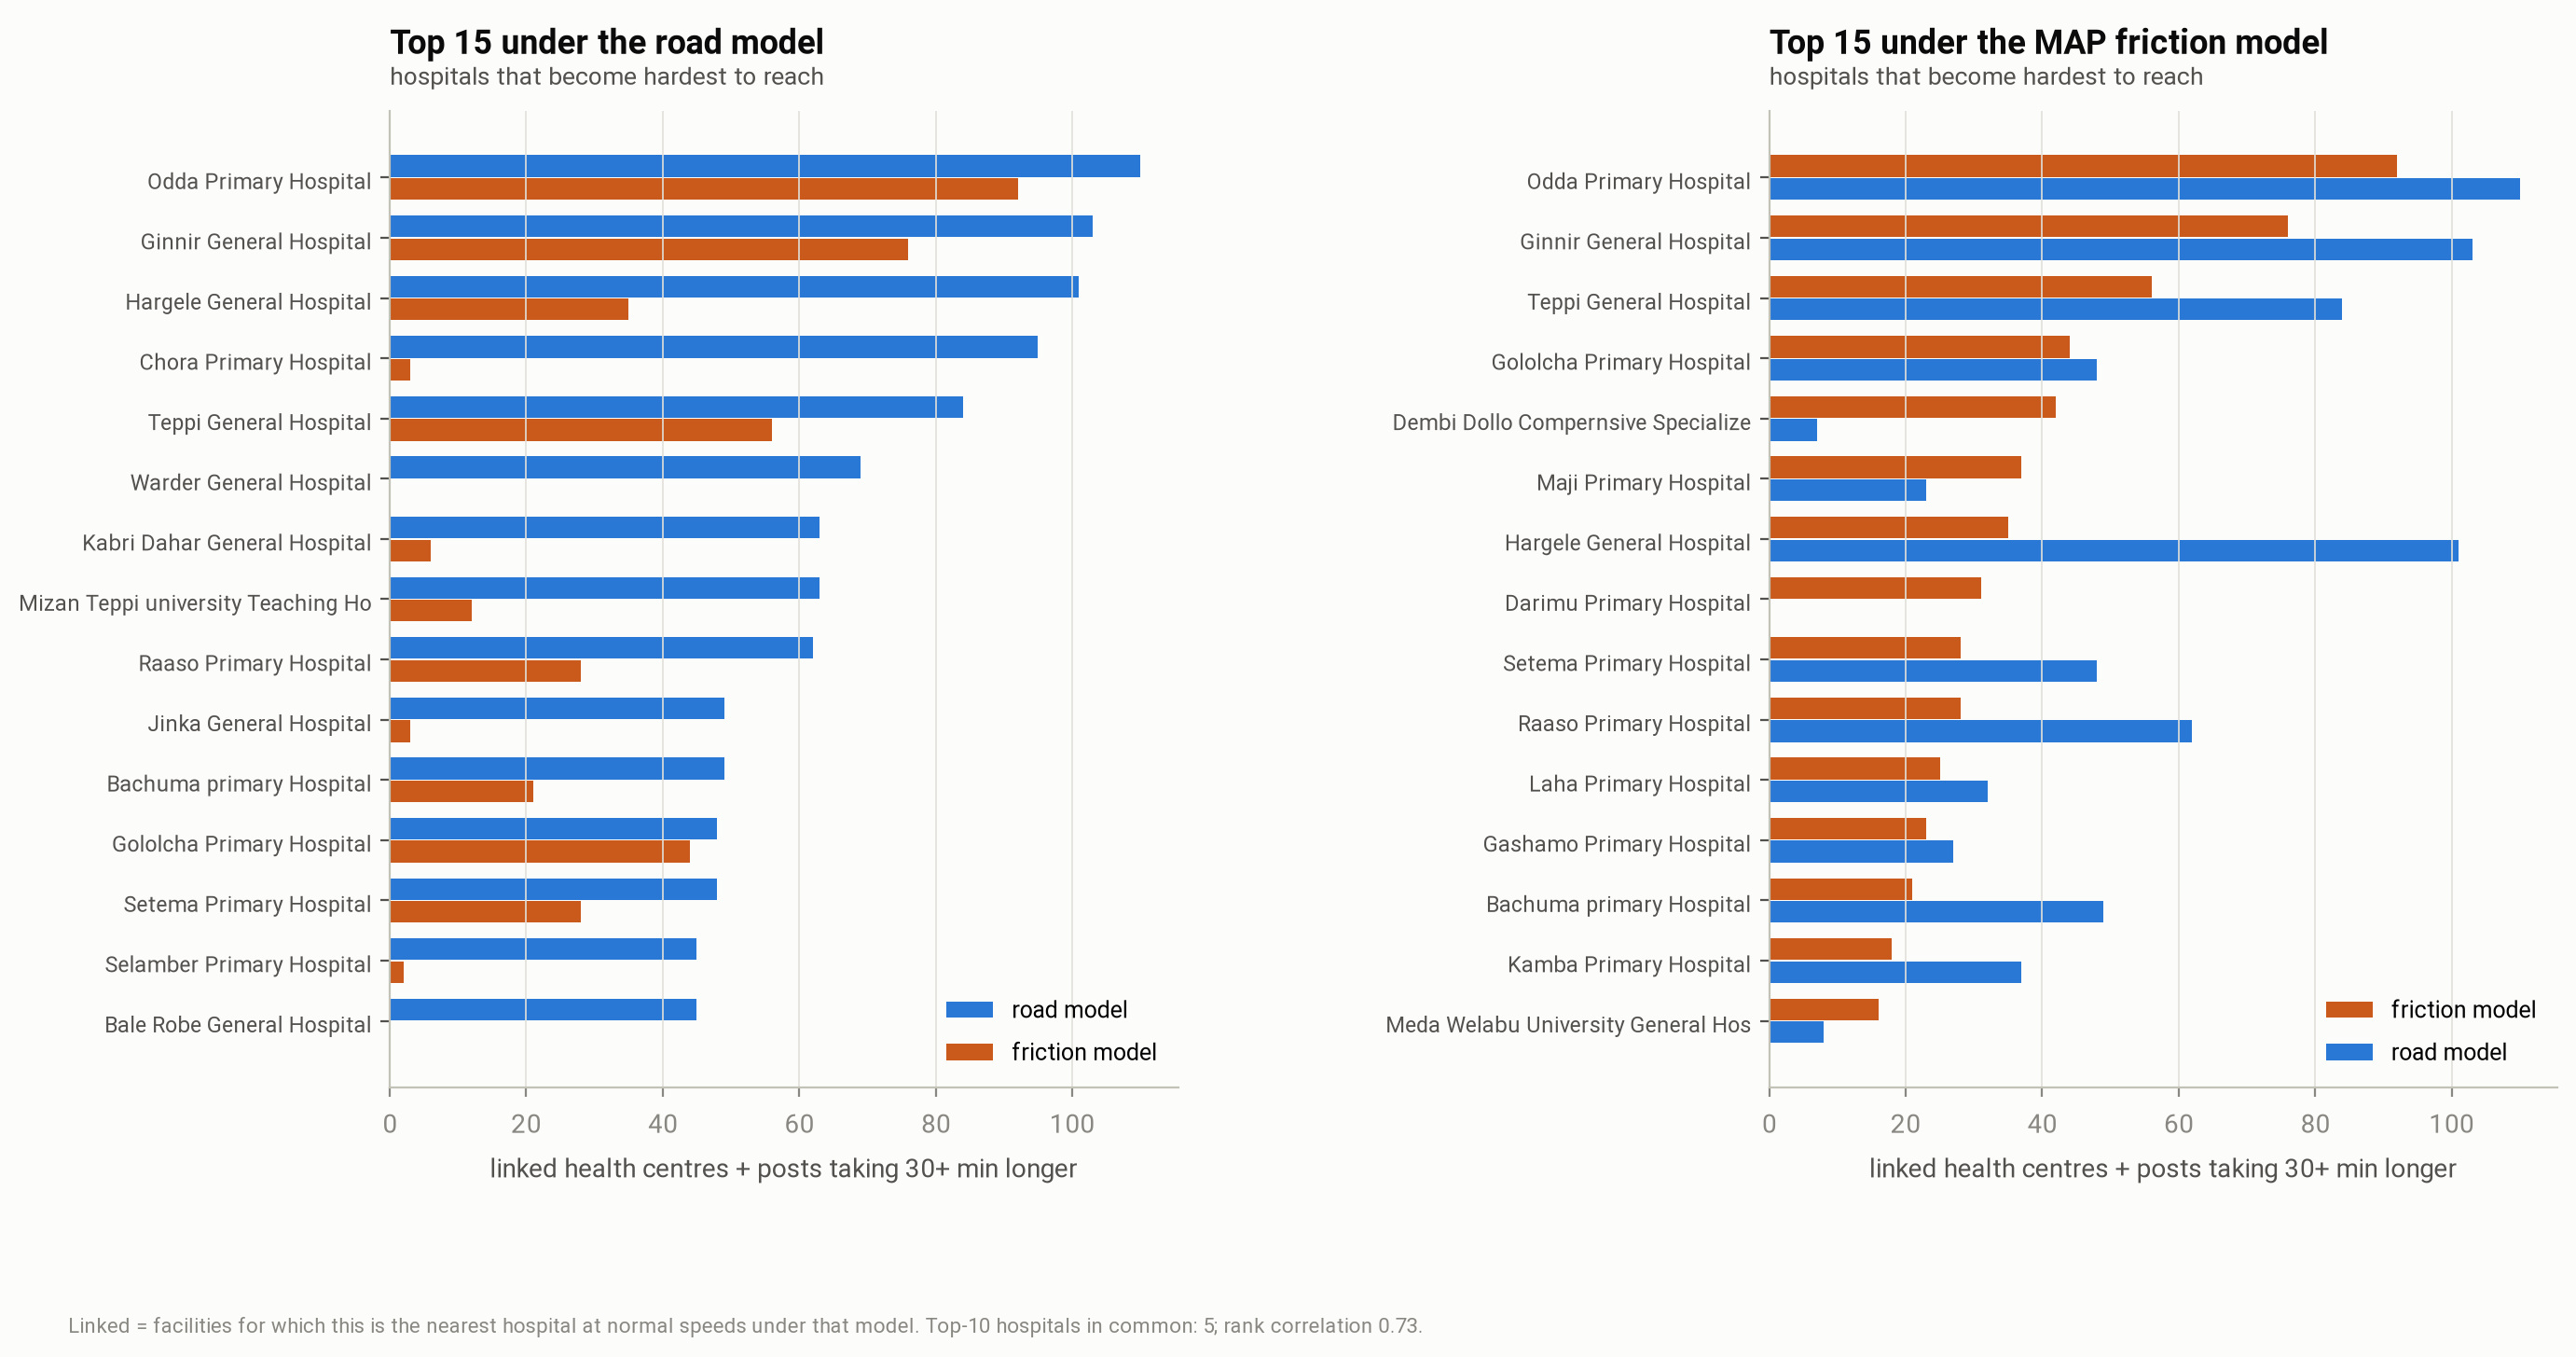 Top 15 under the road model
hospitals that become hardest to reach
Odda Primary Hospital
Ginnir General Hospital
Hargele General Hospital
Chora Primary Hospital
Teppi General Hospital
Warder General Hospital
Kabri Dahar General Hospital
Mizan Teppi university Teaching Ho
Raaso Primary Hospital
Jinka General Hospital
Bachuma primary Hospital
Gololcha Primary Hospital
Setema Primary Hospital
Selamber Primary Hospital
Bale Robe General Hospital
road model
friction model
0 20 40 60 80 100
linked health centres + posts taking 30+ min longer
Top 15 under the MAP friction model
hospitals that become hardest to reach
Odda Primary Hospital
Ginnir General Hospital
Teppi General Hospital
Gololcha Primary Hospital
Dembi Dollo Compernsive Specialize
Maji Primary Hospital
Hargele General Hospital
Darimu Primary Hospital
Setema Primary Hospital
Raaso Primary Hospital
Laha Primary Hospital
Gashamo Primary Hospital
Bachuma primary Hospital
Kamba Primary Hospital
Meda Welabu University General Hos
friction model
road model
0 20 40 60 80 100
linked health centres + posts taking 30+ min longer
Linked = facilities for which this is the nearest hospital at normal speeds under that model. Top-10 hospitals in common: 5; rank correlation 0.73.